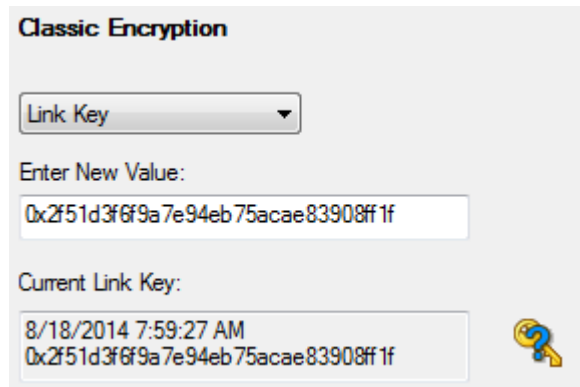 Classic Encryption
Link Key
Enter New Value:
0x2f51d3f6f9a7e94eb75acae83908ff1f
Current Link Key:
8/18/2014 7:59:27 AM
0x2f51d3f6f9a7e94eb75acae83908ff1f